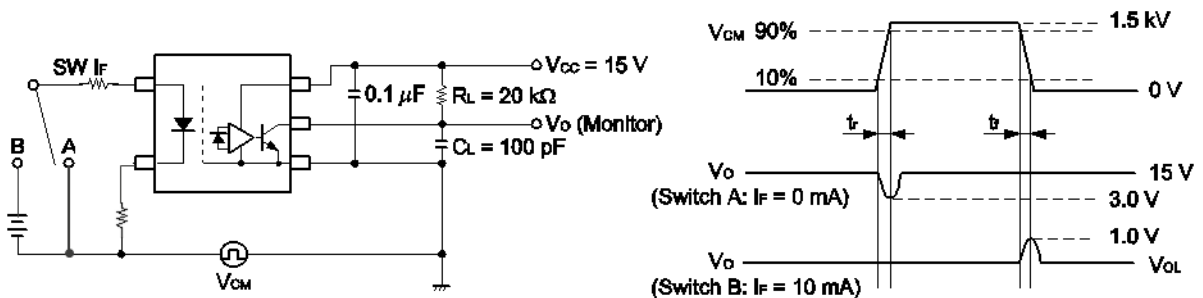 SW IF
B
A
0.1 μF
VCC = 15 V
RL = 20 kΩ
VO (Monitor)
CL = 100 pF
VCM
VCM 90%
10%
1.5 kV
0 V
tr
tf
VO
(Switch A: IF = 0 mA)
15 V
3.0 V
1.0 V
VO
(Switch B: IF = 10 mA)
VOL